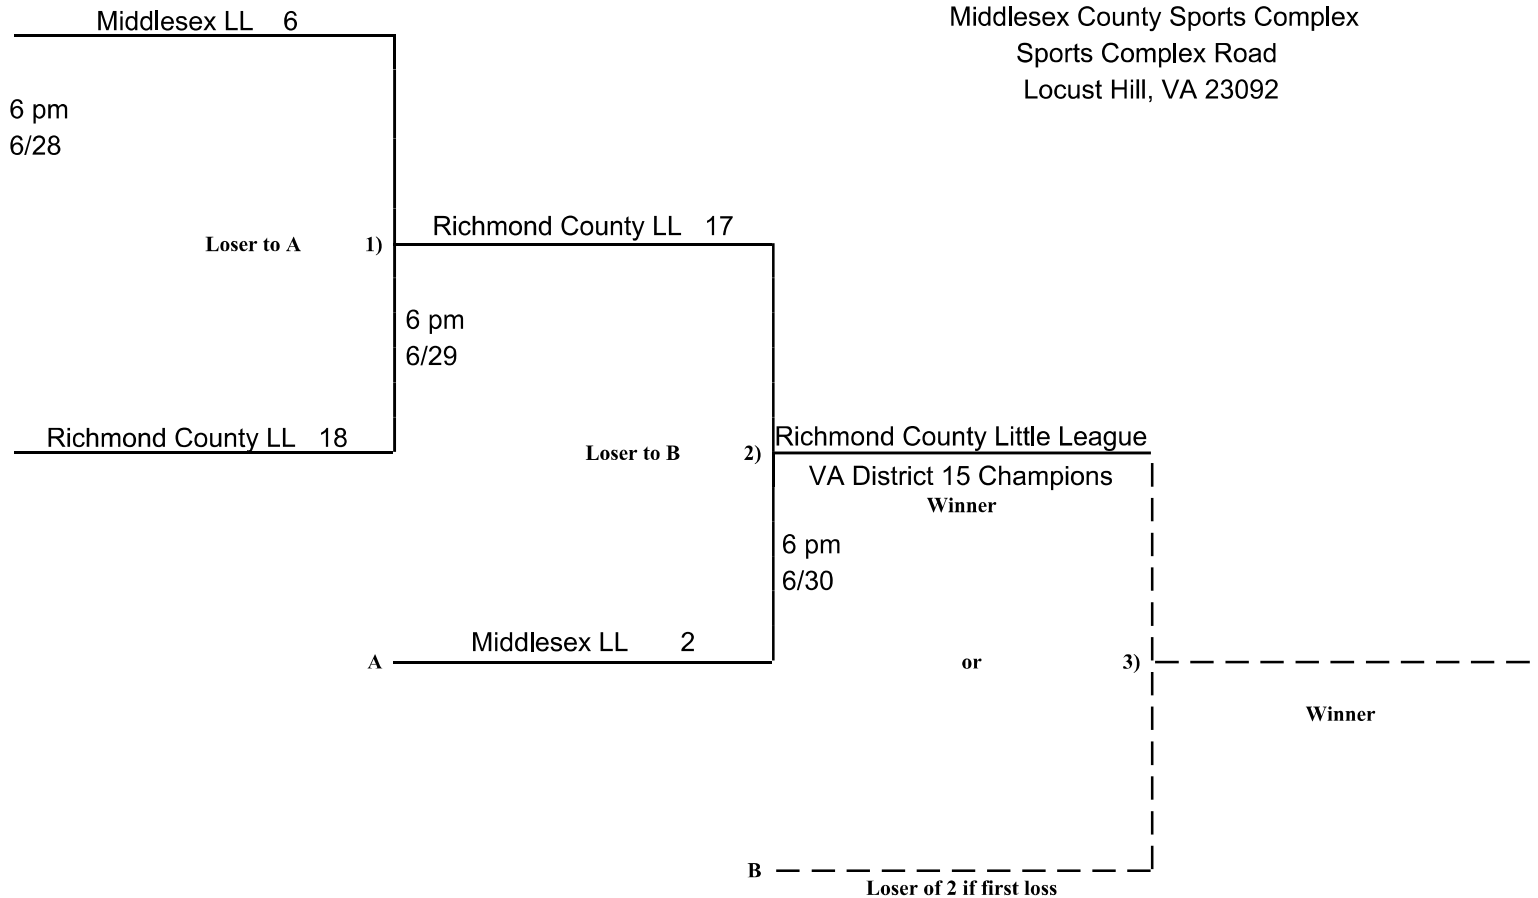 Middlesex LL 6
Middlesex County Sports Complex
Sports Complex Road
Locust Hill, VA 23092
6 pm
6/28
Loser to A 1)
Richmond County LL 17
6 pm
6/29
Richmond County LL 18
Loser to B 2)
Richmond County Little League
VA District 15 Champions
Winner
6 pm
6/30
A Middlesex LL 2
or 3)
Winner
B
Loser of 2 if first loss